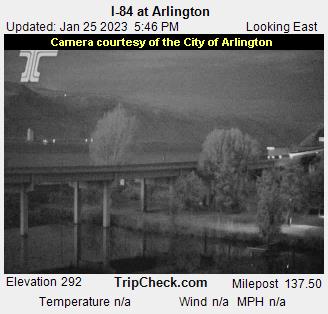 I-84 at Arlington
Updated: Jan 25 2023 5:46 PM Looking East
Camera courtesy of the City of Arlington
Elevation 292 TripCheck.com Milepost 137.50
Temperature n/a Wind n/a MPH n/a